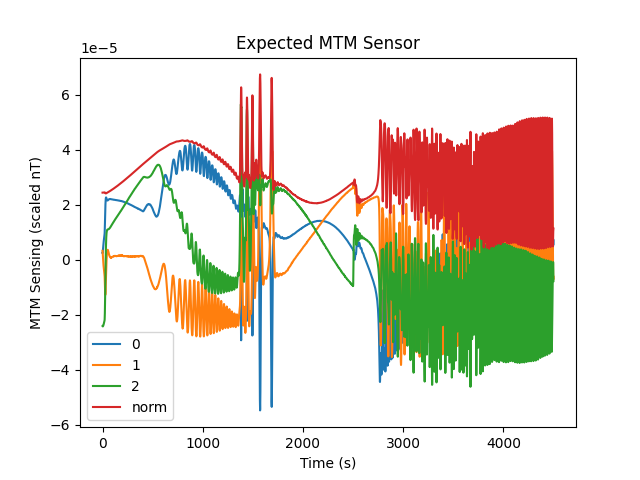 Expected MTM Sensor
1e−5
6
4
2
0
−2
−4
−6
MTM Sensing (scaled nT)
0
1
2
norm
0 1000 2000 3000 4000
Time (s)